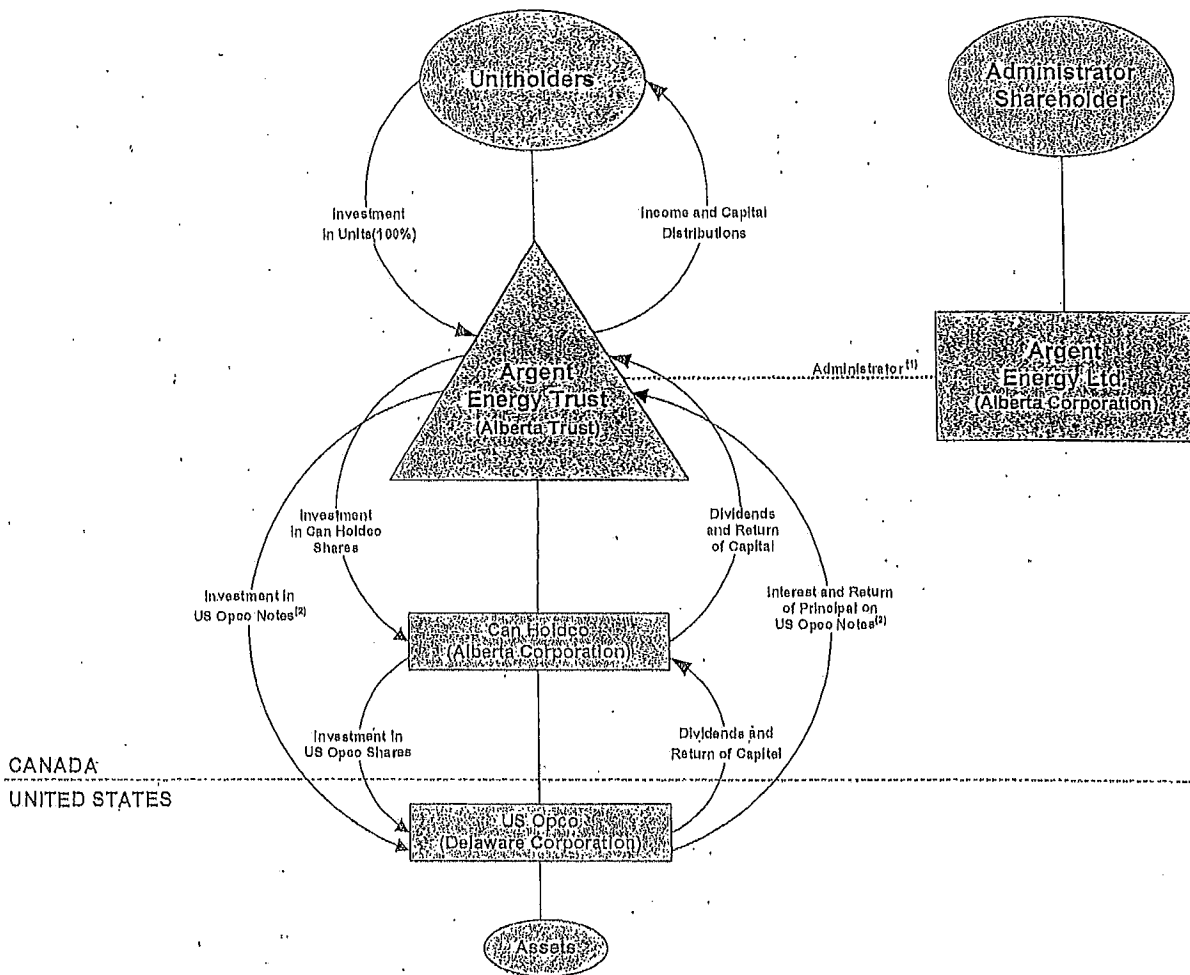 Unitholders
Administrator
Shareholder
Investment
in Units(100%)
Income and Capital
Distributions
Argent
Energy Trust
(Alberta Trust)
Administrator(1)
Argent
Energy Ltd.
(Alberta Corporation)
Investment
in Can Holdco
Shares
Dividends
and Return
of Capital
Investment in
US Opco Notes(2)
Interest and Return
of Principal on
US Opco Notes(2)
Can Holdco
(Alberta Corporation)
Investment in
US Opco Shares
Dividends and
Return of Capital
CANADA
UNITED STATES
US Opco
(Delaware Corporation)
Assets